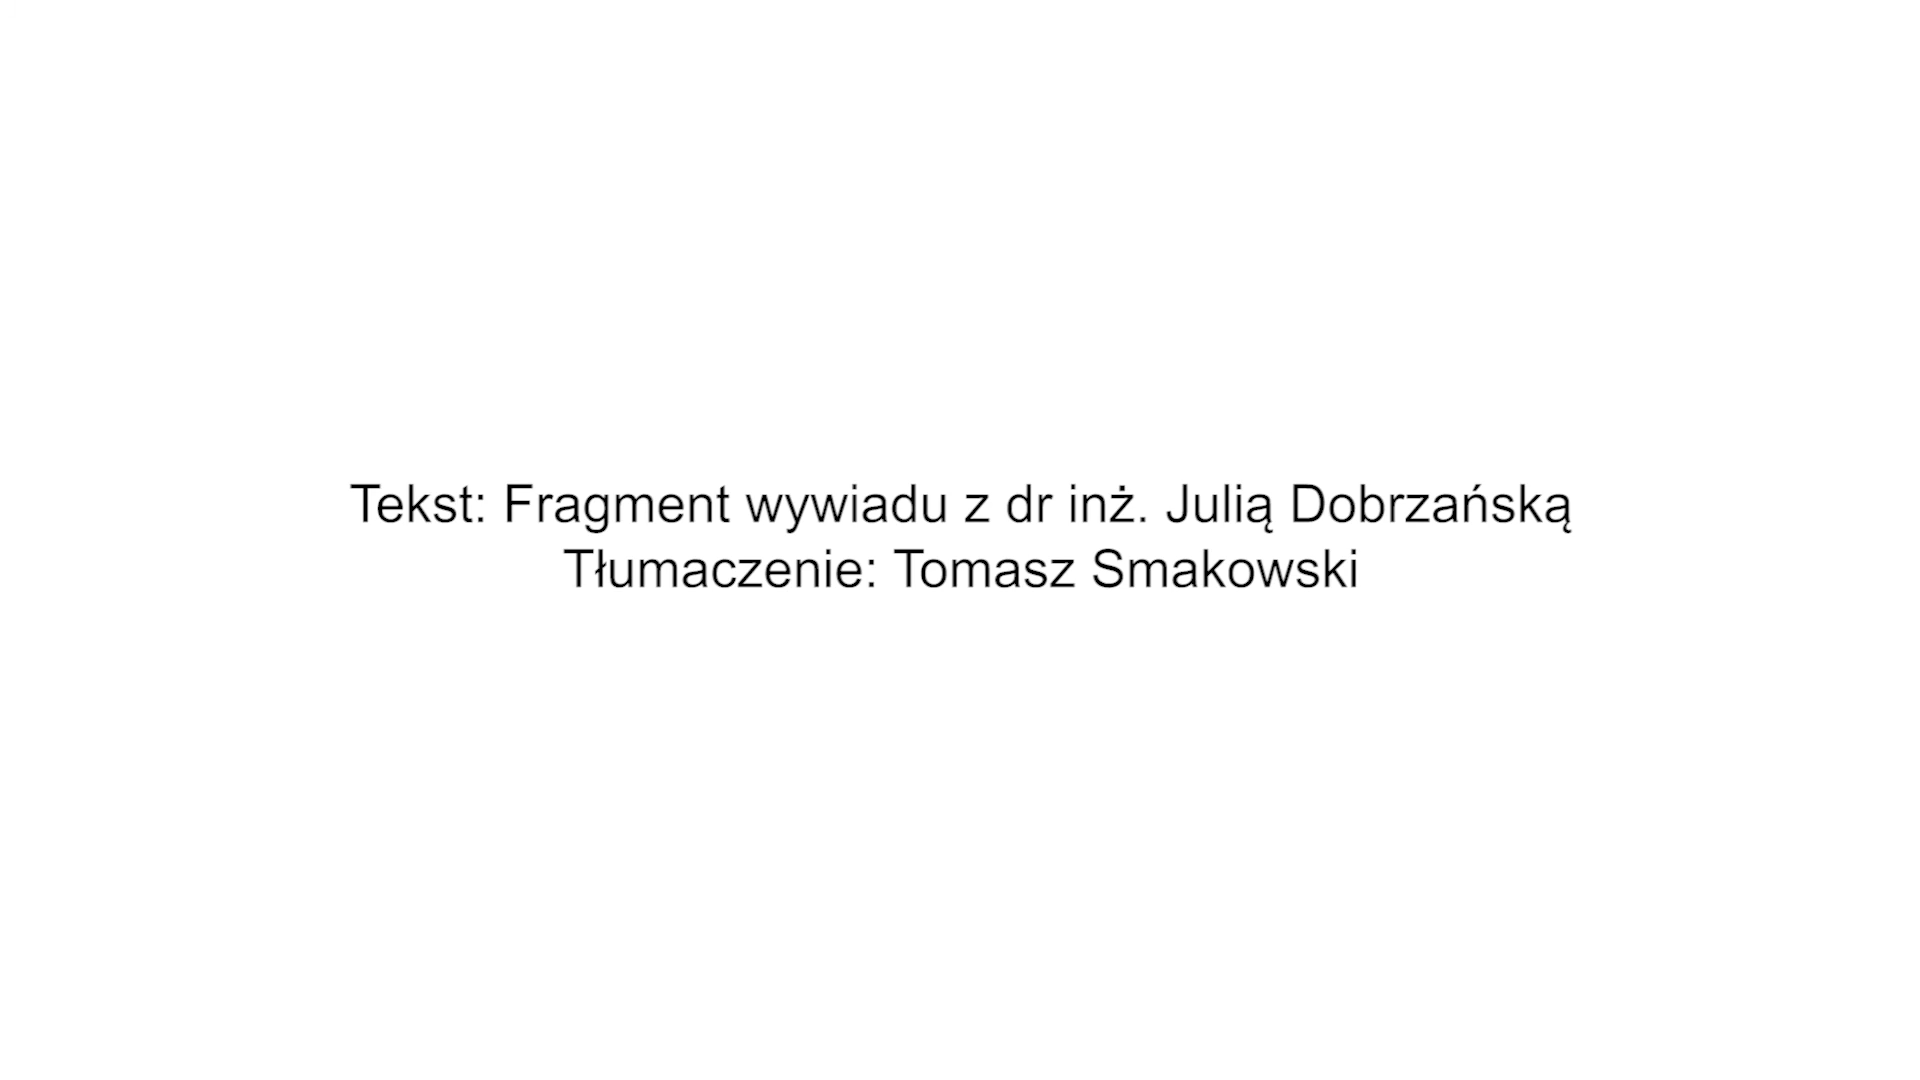 Tekst: Fragment wywiadu z dr inż. Julią Dobrzańską
Tłumaczenie: Tomasz Smakowski